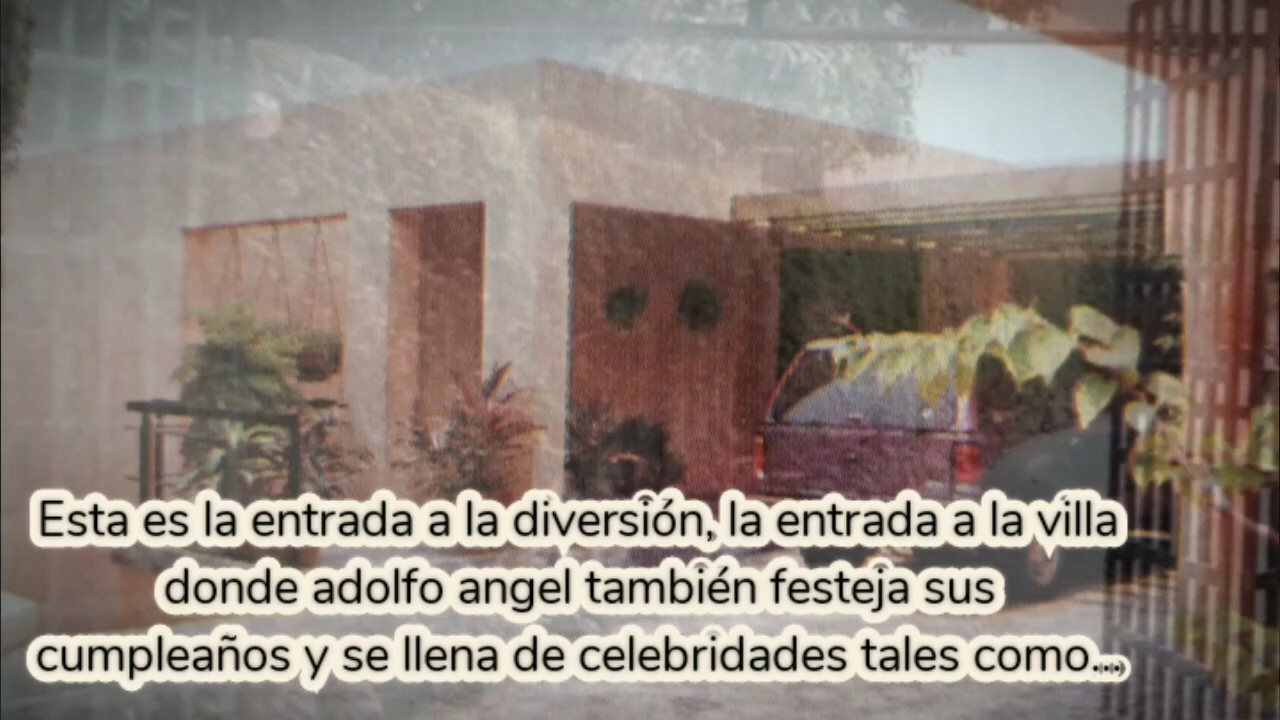 Esta es la entrada a la diversión, la entrada a la villa
donde adolfo angel también festeja sus
cumpleaños y se llena de celebridades tales como...